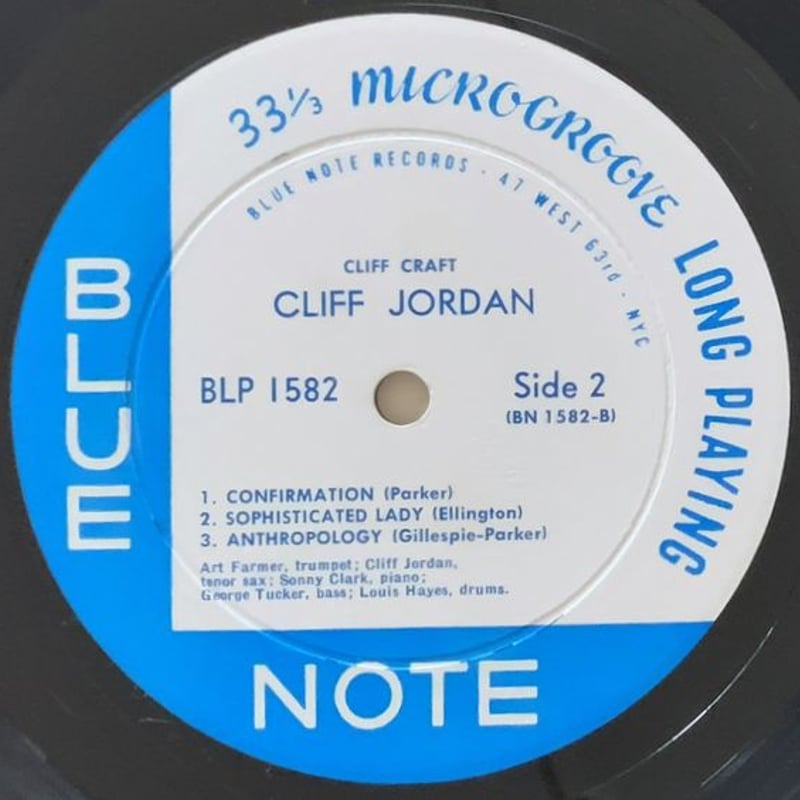 33⅓ MICROGROOVE LONG PLAYING
BLUE NOTE RECORDS · 47 WEST 63rd · NYC
CLIFF CRAFT
CLIFF JORDAN
BLP 1582
Side 2
(BN 1582-B)
1. CONFIRMATION (Parker)
2. SOPHISTICATED LADY (Ellington)
3. ANTHROPOLOGY (Gillespie-Parker)
Art Farmer, trumpet; Cliff Jordan,
tenor sax; Sonny Clark, piano;
George Tucker, bass; Louis Hayes, drums.
BLUE
NOTE